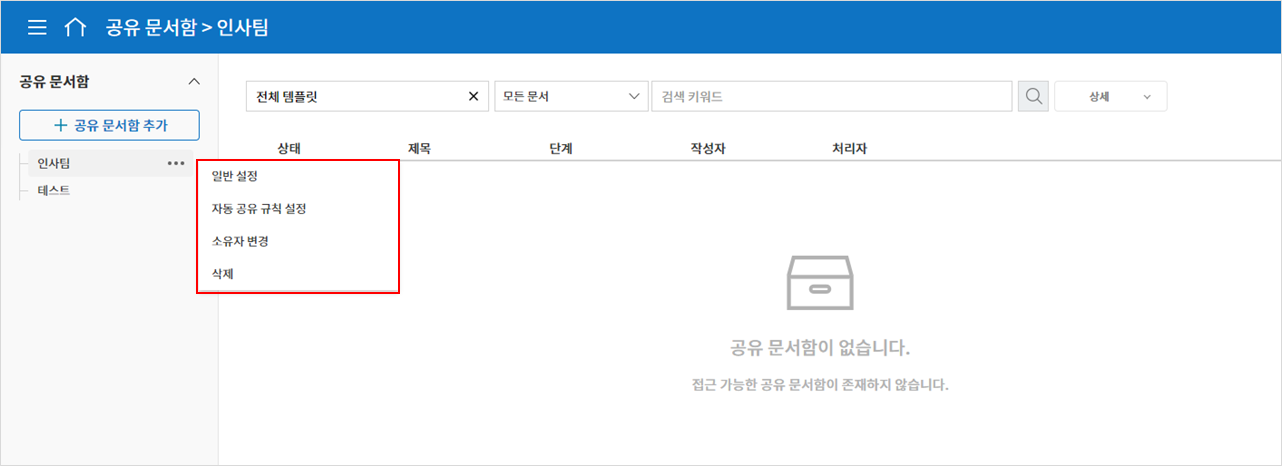 공유 문서함 > 인사팀
공유 문서함
+ 공유 문서함 추가
인사팀
테스트
일반 설정
자동 공유 규칙 설정
소유자 변경
삭제
전체 템플릿 모든 문서 검색 키워드 상세
상태 제목 단계 작성자 처리자
공유 문서함이 없습니다.
접근 가능한 공유 문서함이 존재하지 않습니다.